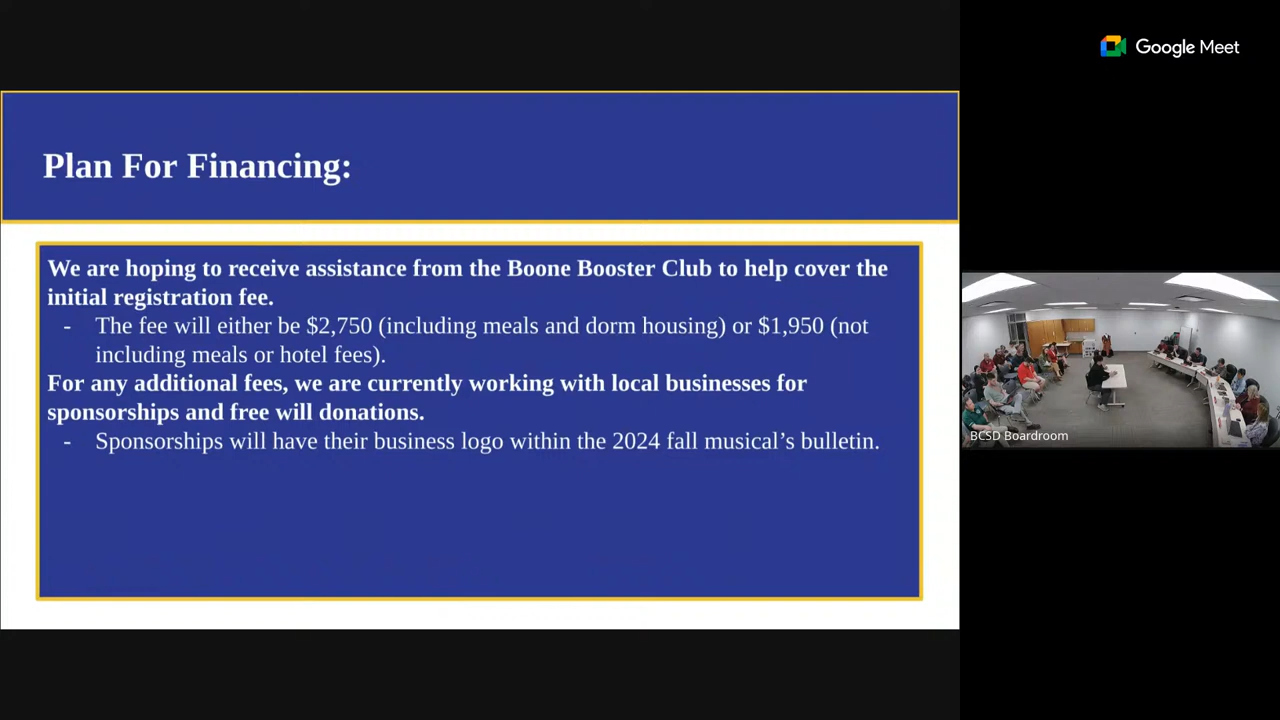 Google Meet
Plan For Financing:
We are hoping to receive assistance from the Boone Booster Club to help cover the
initial registration fee.
- The fee will either be $2,750 (including meals and dorm housing) or $1,950 (not
including meals or hotel fees).
For any additional fees, we are currently working with local businesses for
sponsorships and free will donations.
- Sponsorships will have their business logo within the 2024 fall musical's bulletin.
BCSD Boardroom